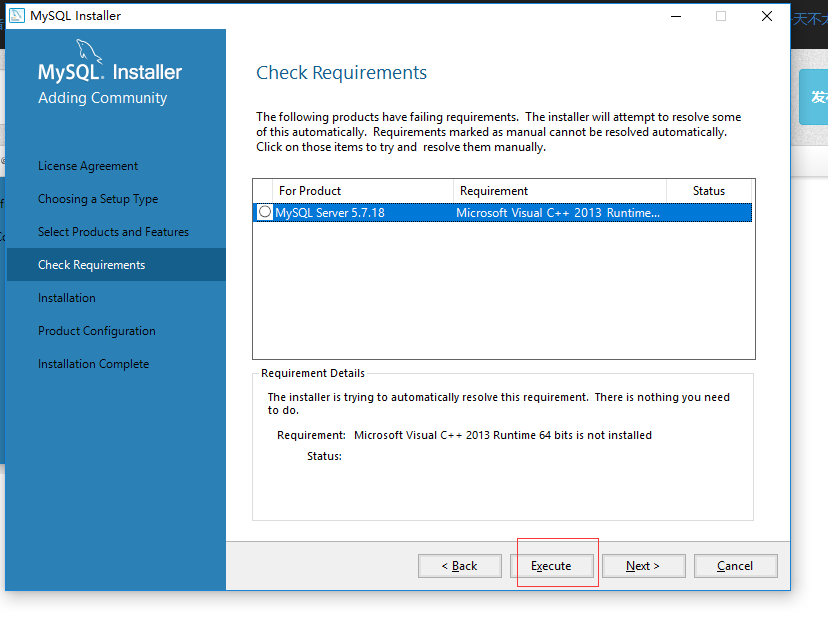 MySQL Installer
MySQL. Installer
Adding Community
License Agreement
Choosing a Setup Type
Select Products and Features
Check Requirements
Installation
Product Configuration
Installation Complete
Check Requirements
The following products have failing requirements. The installer will attempt to resolve some
of this automatically. Requirements marked as manual cannot be resolved automatically.
Click on those items to try and resolve them manually.
For Product Requirement Status
MySQL Server 5.7.18 Microsoft Visual C++ 2013 Runtime...
Requirement Details
The installer is trying to automatically resolve this requirement. There is nothing you need
to do.
Requirement: Microsoft Visual C++ 2013 Runtime 64 bits is not installed
Status:
< Back Execute Next > Cancel
天不